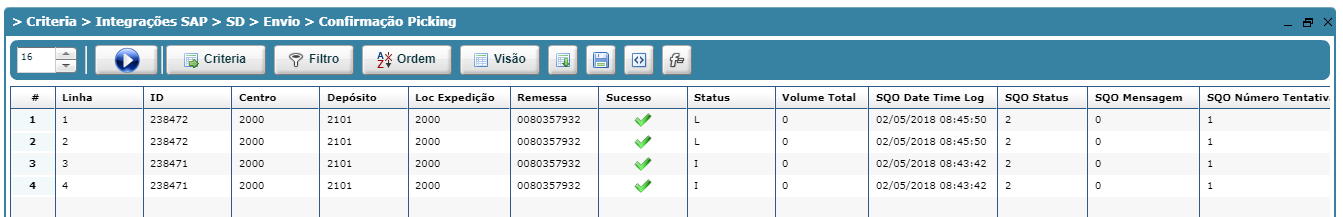 > Criteria > Integrações SAP > SD > Envio > Confirmação Picking
16 Criteria Filtro Ordem Visão
# Linha ID Centro Depósito Loc Expedição Remessa Sucesso Status Volume Total SQO Date Time Log SQO Status SQO Mensagem SQO Número Tentativa
1 1 238472 2000 2101 2000 0080357932 L 0 02/05/2018 08:45:50 2 0 1
2 2 238472 2000 2101 2000 0080357932 L 0 02/05/2018 08:45:50 2 0 1
3 3 238471 2000 2101 2000 0080357932 I 0 02/05/2018 08:43:42 2 0 1
4 4 238471 2000 2101 2000 0080357932 I 0 02/05/2018 08:43:42 2 0 1